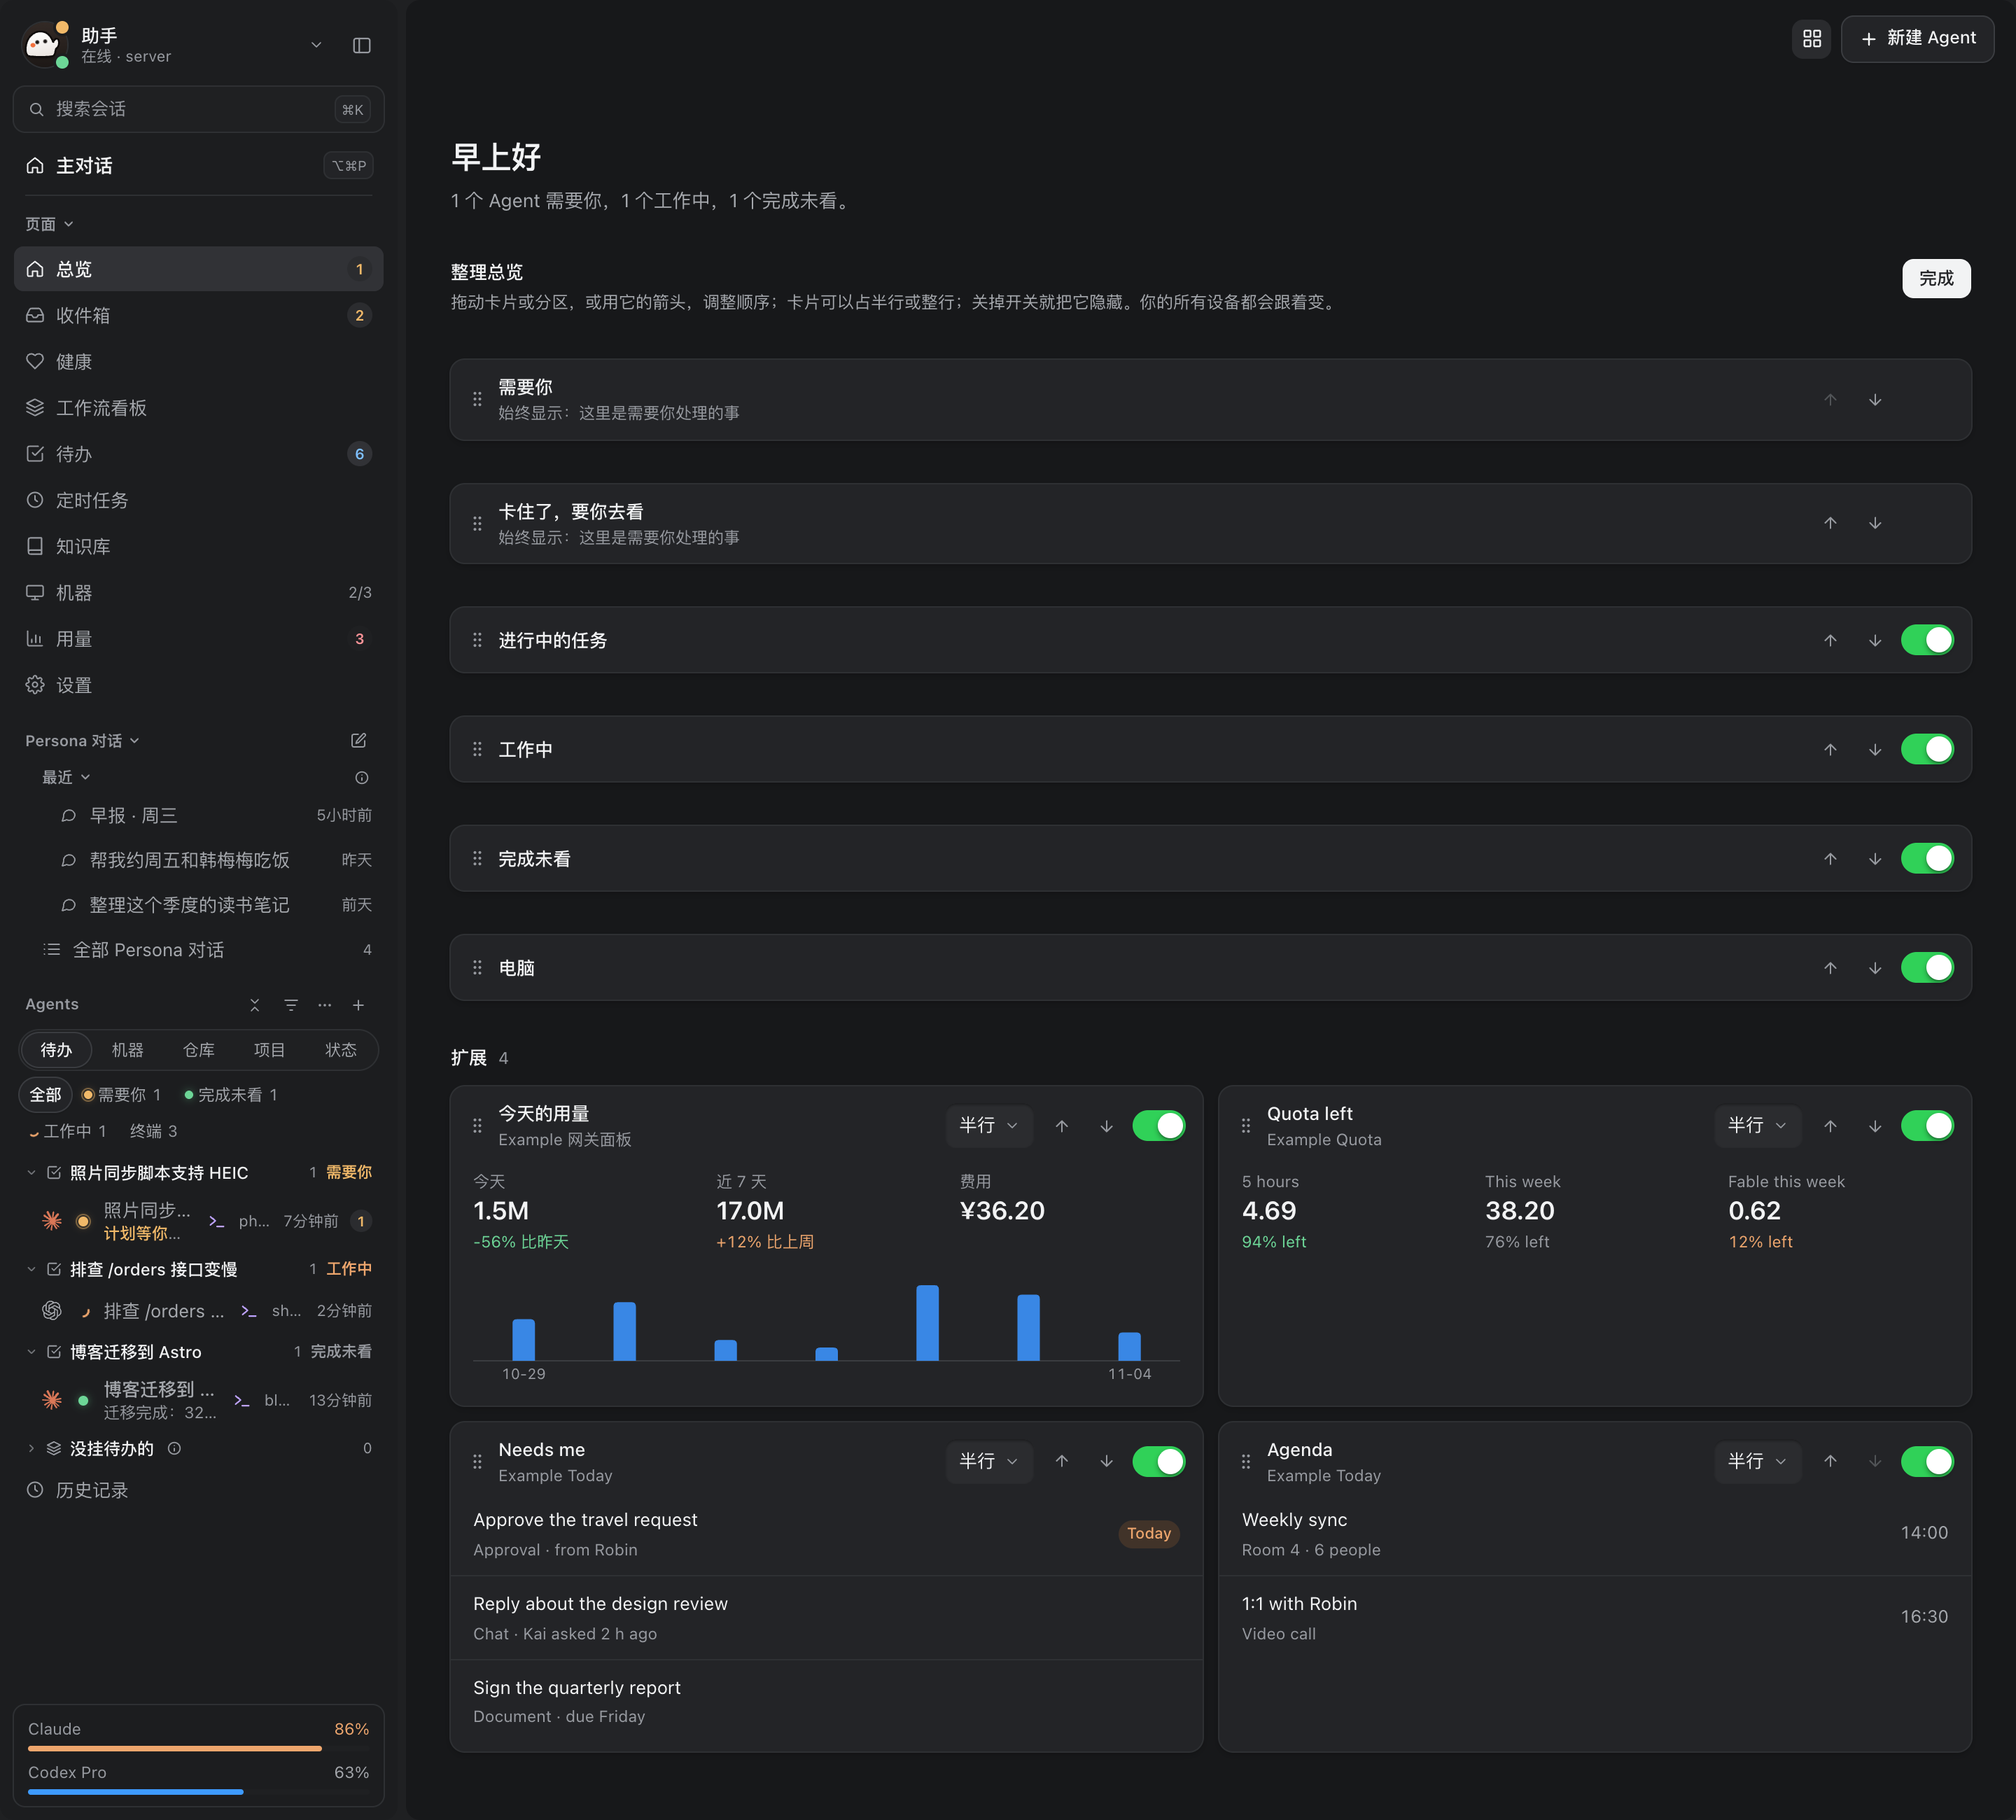 助手
在线 · server
搜索会话
⌘K
主对话
⌥⌘P
页面
总览
1
收件箱
2
健康
工作流看板
待办
6
定时任务
知识库
机器
2/3
用量
3
设置
Persona 对话
最近
早报 · 周三
5小时前
帮我约周五和韩梅梅吃饭
昨天
整理这个季度的读书笔记
前天
全部 Persona 对话
4
Agents
待办
机器
仓库
项目
状态
全部
需要你 1
完成未看 1
工作中 1
终端 3
照片同步脚本支持 HEIC
1 需要你
照片同步...
计划等你...
ph...
7分钟前
1
排查 /orders 接口变慢
1 工作中
排查 /orders ...
sh...
2分钟前
博客迁移到 Astro
1 完成未看
博客迁移到 ...
迁移完成：32...
bl...
13分钟前
没挂待办的
0
历史记录
Claude
86%
Codex Pro
63%
新建 Agent
早上好
1 个 Agent 需要你，1 个工作中，1 个完成未看。
整理总览
拖动卡片或分区，或用它的箭头，调整顺序；卡片可以占半行或整行；关掉开关就把它隐藏。你的所有设备都会跟着变。
完成
需要你
始终显示：这里是需要你处理的事
卡住了，要你去看
始终显示：这里是需要你处理的事
进行中的任务
工作中
完成未看
电脑
扩展 4
今天的用量
Example 网关面板
半行
今天
1.5M
-56% 比昨天
近 7 天
17.0M
+12% 比上周
费用
¥36.20
10-29
11-04
Quota left
Example Quota
半行
5 hours
4.69
94% left
This week
38.20
76% left
Fable this week
0.62
12% left
Needs me
Example Today
半行
Approve the travel request
Approval · from Robin
Today
Reply about the design review
Chat · Kai asked 2 h ago
Sign the quarterly report
Document · due Friday
Agenda
Example Today
半行
Weekly sync
Room 4 · 6 people
14:00
1:1 with Robin
Video call
16:30